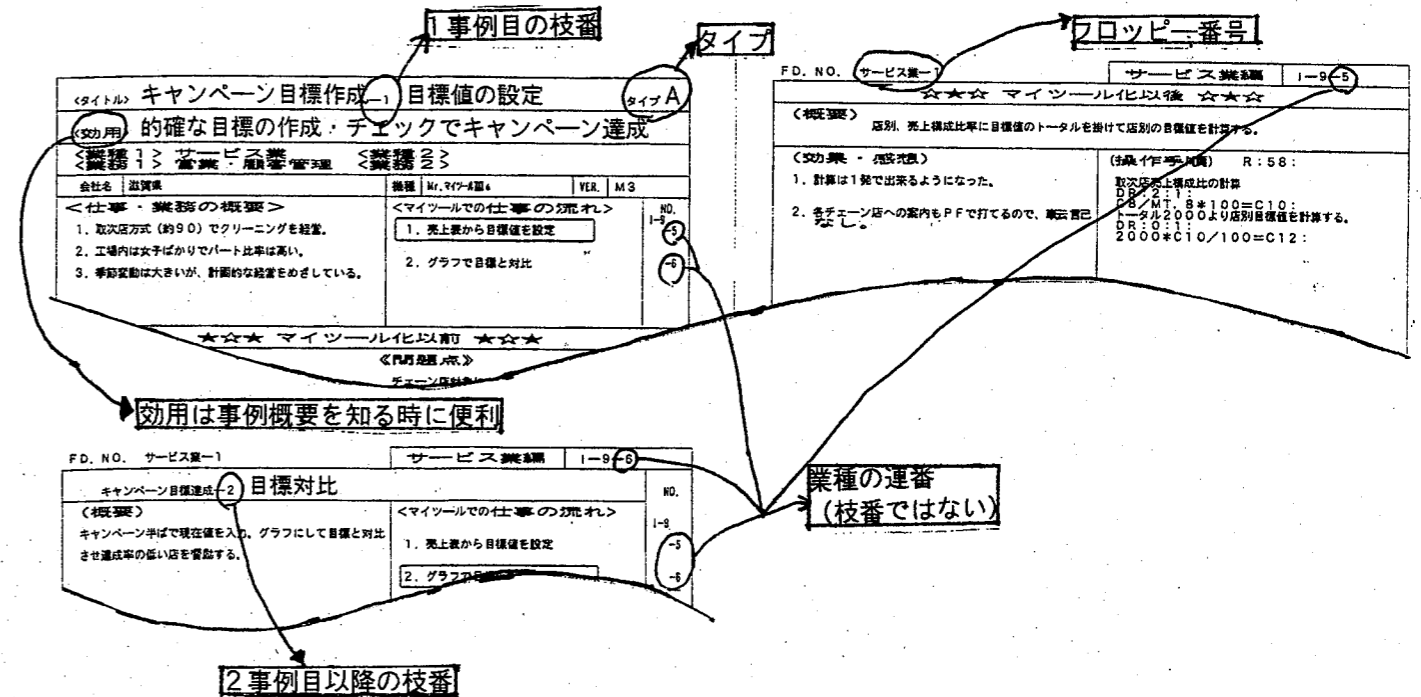 1事例目の枝番
タイプ
フロッピー番号
<タイトル> キャンペーン目標作成-1 目標値の設定 タイプA
<効用> 的確な目標の作成・チェックでキャンペーン達成
<業種1> サービス業 <業種2>
<業務1> 営業・顧客管理 <業務2>
会社名 滋賀県 機種 Mr.マイツールⅢ6 VER. M3
<仕事・業務の概要>
1. 取次店方式(約90)でクリーニングを経営。
2. 工場内は女子ばかりでパート比率は高い。
3. 季節変動は大きいが、計画的な経営をめざしている。
<マイツールでの仕事の流れ>
1. 売上表から目標値を設定
2. グラフで目標と対比
NO.
I-9
-5
-6
★☆★ マイツール化以前 ★☆★
《問題点》
チェーン店
FD. NO. サービス業-1 サービス業編 I-9-5
☆★☆ マイツール化以後 ☆★☆
(概要)
店別、売上構成比率に目標値のトータルを掛けて店別の目標値を計算する。
(効果・感想)
1. 計算は1発で出来るようになった。
2. 各チェーン店への案内もPFで打てるので、転記
なし。
(操作手順) R:58:
取次店売上構成比の計算
DR:2:1:
C8/MT. 8*100=C10:
トータル2000より店別目標値を計算する。
DR:0:1:
2000*C10/100=C12:
効用は事例概要を知る時に便利
FD. NO. サービス業-1 サービス業編 I-9-6
キャンペーン目標達成-2 目標対比
(概要)
キャンペーン半ばで現在値を入力、グラフにして目標と対比
させ達成率の低い店を督励する。
<マイツールでの仕事の流れ>
1. 売上表から目標値を設定
2. グラフで
NO.
I-9
-5
-6
業種の連番
(枝番ではない)
2事例目以降の枝番